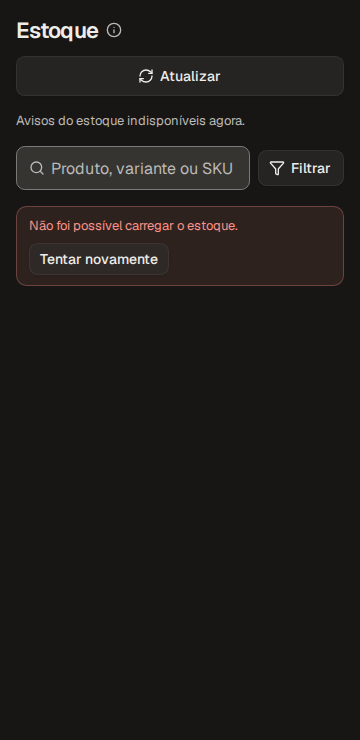 Estoque
Atualizar
Avisos do estoque indisponíveis agora.
Produto, variante ou SKU
Filtrar
Não foi possível carregar o estoque.
Tentar novamente